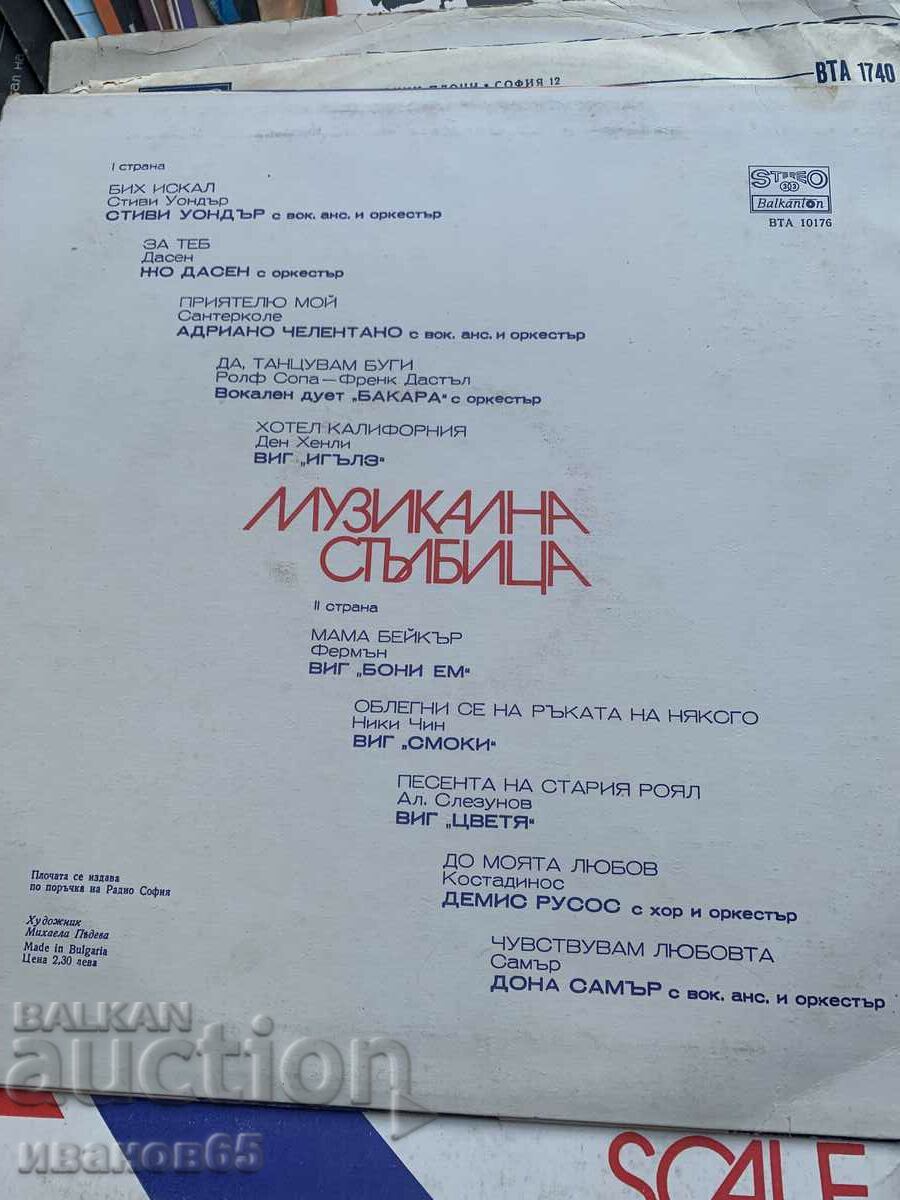 СОФИЯ 12
BTA 1740
I страна
STEREO
33
Balkanton
BTA 10176
БИХ ИСКАЛ
Стиви Уондър
СТИВИ УОНДЪР с вок. анс. и оркестър
ЗА ТЕБ
Дасен
ЖО ДАСЕН с оркестър
ПРИЯТЕЛЮ МОЙ
Сантерколе
АДРИАНО ЧЕЛЕНТАНО с вок. анс. и оркестър
ДА, ТАНЦУВАМ БУГИ
Ролф Сопа—Френк Дастъл
Вокален дует „БАКАРА" с оркестър
ХОТЕЛ КАЛИФОРНИЯ
Ден Хенли
ВИГ „ИГЪЛЗ"
МУЗИКАЛНА
СТЪЛБИЦА
II страна
МАМА БЕЙКЪР
Фермън
ВИГ „БОНИ ЕМ"
ОБЛЕГНИ СЕ НА РЪКАТА НА НЯКОГО
Ники Чин
ВИГ „СМОКИ"
ПЕСЕНТА НА СТАРИЯ РОЯЛ
Ал. Слезунов
ВИГ „ЦВЕТЯ"
ДО МОЯТА ЛЮБОВ
Костадинос
ДЕМИС РУСОС с хор и оркестър
ЧУВСТВУВАМ ЛЮБОВТА
Самър
ДОНА САМЪР с вок. анс. и оркестър
Плочата се издава
по поръчка на Радио София
Художник
Михаела Пъдева
Made in Bulgaria
Цена 2,30 лева
BALKAN
auction
иванов65
SCALE